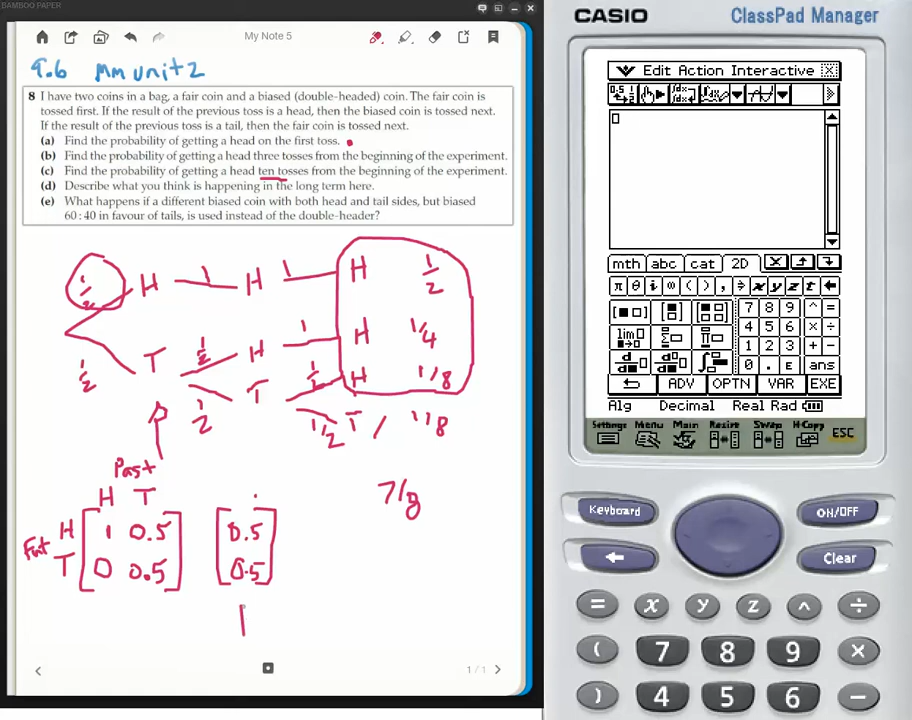 BAMBOO PAPER
My Note 5
9.6 MM unit 2
8 I have two coins in a bag, a fair coin and a biased (double-headed) coin. The fair coin is
tossed first. If the result of the previous toss is a head, then the biased coin is tossed next.
If the result of the previous toss is a tail, then the fair coin is tossed next.
(a) Find the probability of getting a head on the first toss.
(b) Find the probability of getting a head three tosses from the beginning of the experiment.
(c) Find the probability of getting a head ten tosses from the beginning of the experiment.
(d) Describe what you think is happening in the long term here.
(e) What happens if a different biased coin with both head and tail sides, but biased
60 : 40 in favour of tails, is used instead of the double-header?
1/2 H 1 H 1 H 1/2
1/2 T 1/2 H 1 H 1/4
1/2 T 1/2 H 1/8
1/2 T 1/8
Past
H T
7/8
Fut H 1 0.5 0.5
T 0 0.5 0.5
1
1/1
CASIO ClassPad Manager
Edit Action Interactive
mth abc cat 2D
π θ i ∞ ( ) , ⇒ x y z t
7 8 9 ^ =
4 5 6 × ÷
1 2 3 + −
0 . E ans
ADV OPTN VAR EXE
Alg Decimal Real Rad
Settings Menu Main Resize Swap H-Copy ESC
Keyboard ON/OFF
Clear
= x y z ^ ÷
( 7 8 9 ×
) 4 5 6 −